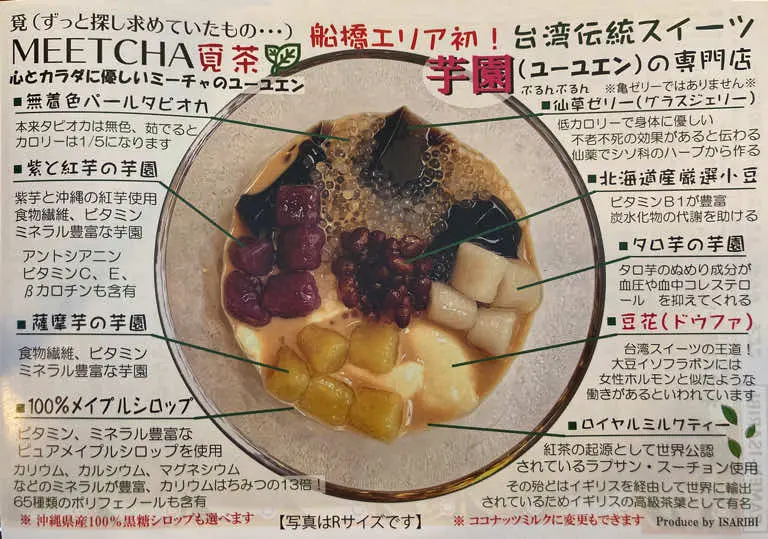 覓(ずっと探し求めていたもの・・・)
MEETCHA覓茶
心とカラダに優しいミーチャのユーユエン
船橋エリア初！台湾伝統スイーツ
芋園(ユーユエン)の専門店
ぷるんぷるん ※亀ゼリーではありません※
■無着色パールタピオカ
本来タピオカは無色、茹でると
カロリーは1/5になります
■紫と紅芋の芋園
紫芋と沖縄の紅芋使用
食物繊維、ビタミン
ミネラル豊富な芋園
アントシアニン
ビタミンC、E、
βカロチンも含有
■薩摩芋の芋園
食物繊維、ビタミン
ミネラル豊富な芋園
■100%メイプルシロップ
ビタミン、ミネラル豊富な
ピュアメイプルシロップを使用
カリウム、カルシウム、マグネシウム
などのミネラルが豊富、カリウムはちみつの13倍！
65種類のポリフェノールも含有
※ 沖縄県産100%黒糖シロップも選べます
【写真はRサイズです】
■仙草ゼリー(グラスジェリー)
低カロリーで身体に優しい
不老不死の効果があると伝わる
仙薬でシソ科のハーブから作る
■北海道産厳選小豆
ビタミンB1が豊富
炭水化物の代謝を助ける
■タロ芋の芋園
タロ芋のぬめり成分が
血圧や血中コレステロ
ール を抑えてくれる
■豆花(ドウファ)
台湾スイーツの王道！
大豆イソフラボンには
女性ホルモンと似たような
働きがあるといわれています
■ロイヤルミルクティー
紅茶の起源として世界公認
されているラプサン・スーチョン使用
その殆どはイギリスを経由して世界に輸出
されているためイギリスの高級茶葉として有名
※ ココナッツミルクに変更もできます Produce by ISARIBI